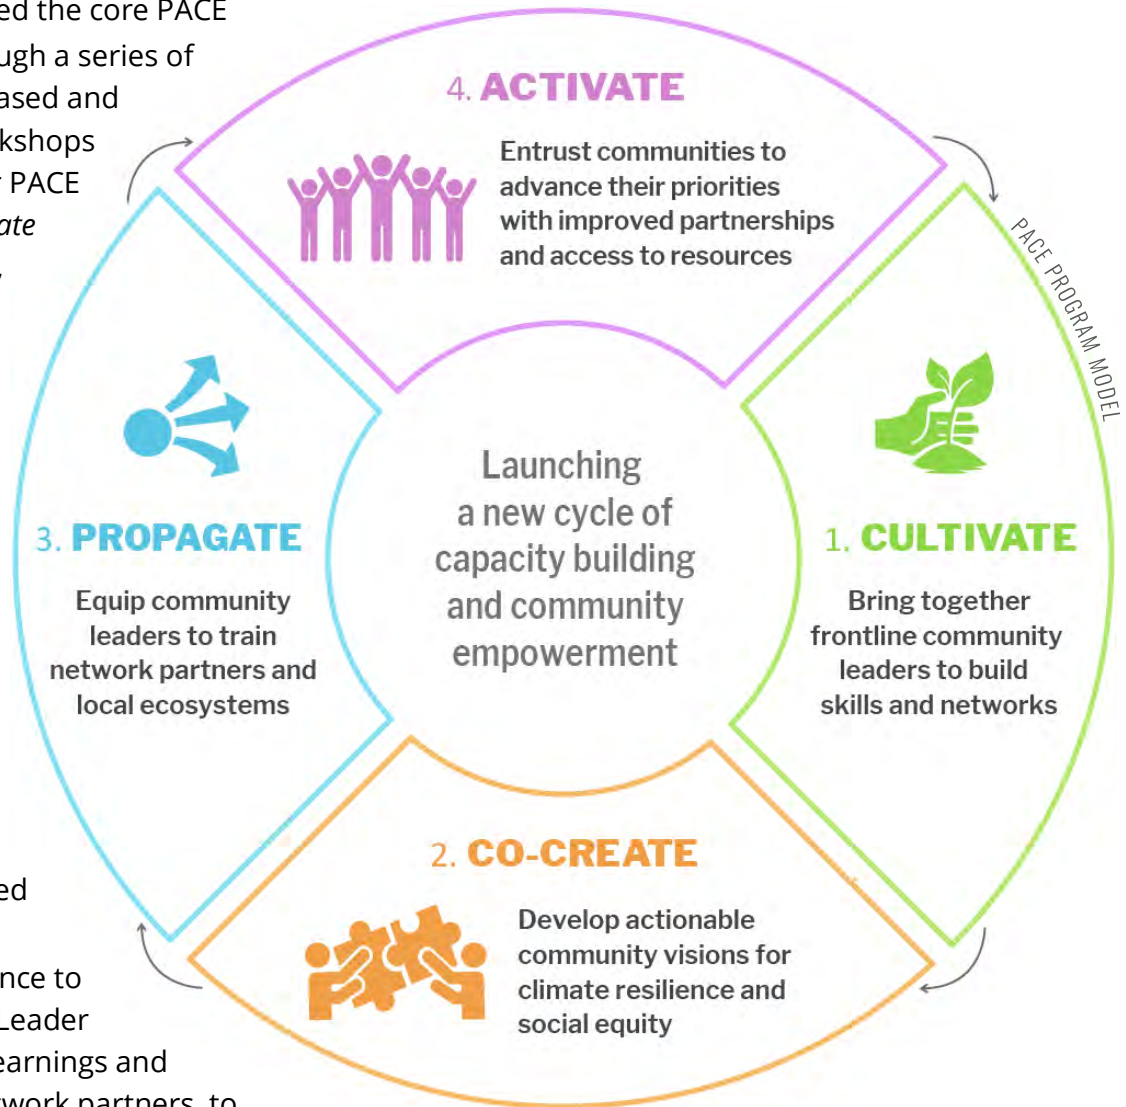 ed the core PACE
ugh a series of
ased and
kshops
PACE
ate
4. ACTIVATE
Entrust communities to
advance their priorities
with improved partnerships
and access to resources
PACE PROGRAM MODEL
1. CULTIVATE
Bring together
frontline community
leaders to build
skills and networks
Launching
a new cycle of
capacity building
and community
empowerment
3. PROPAGATE
Equip community
leaders to train
network partners and
local ecosystems
2. CO-CREATE
Develop actionable
community visions for
climate resilience and
social equity
ed
nce to
Leader
earnings and
twork partners, to